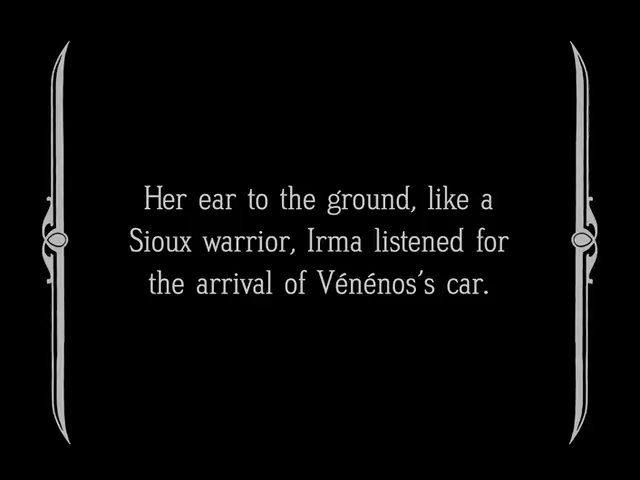 Her ear to the ground, like a
Sioux warrior, Irma listened for
the arrival of Vénénos’s car.